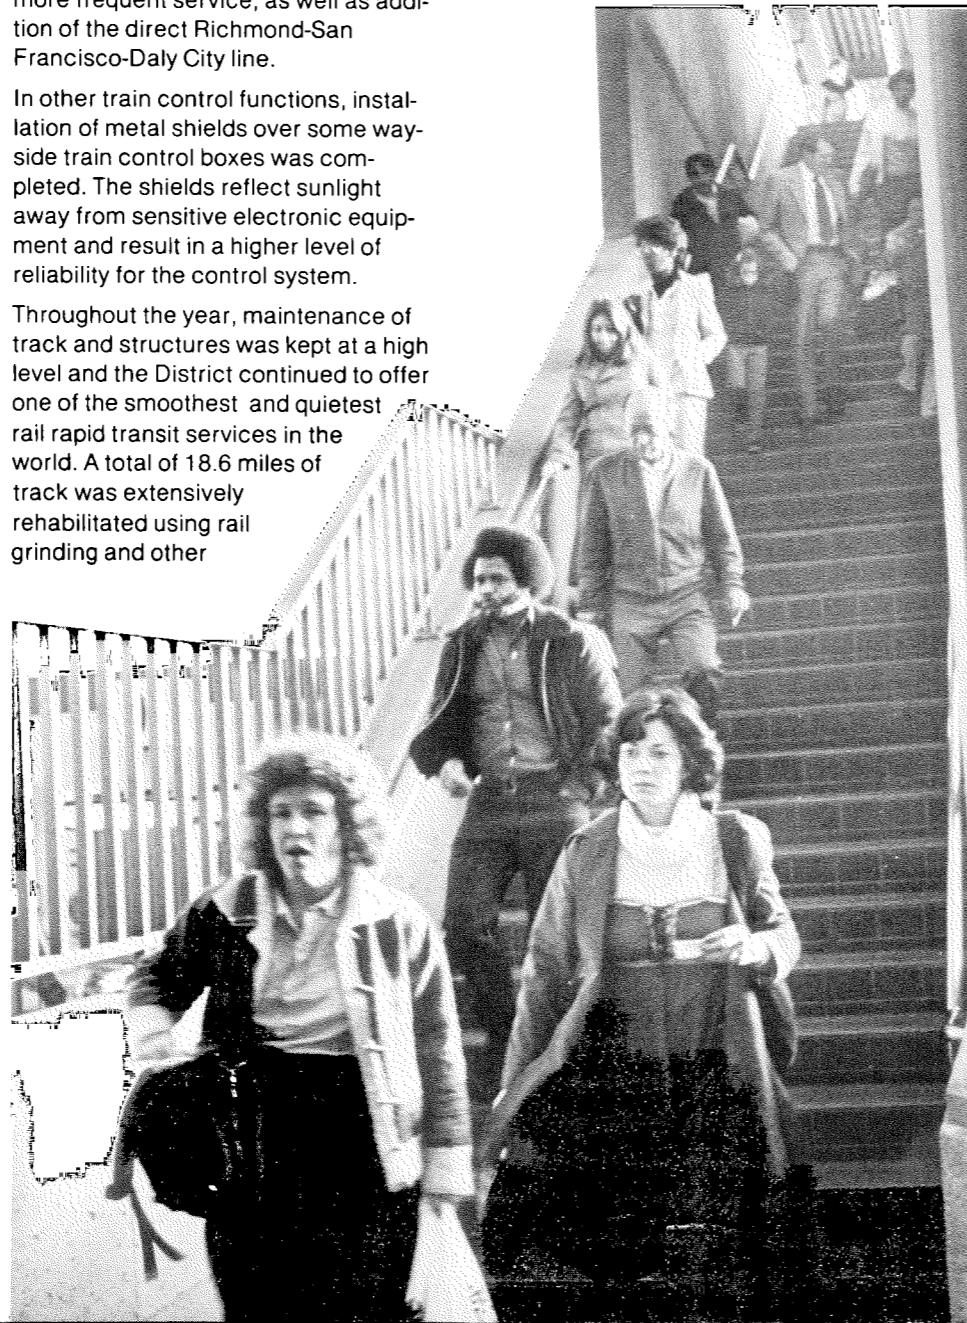 more frequent service, as well as addi-
tion of the direct Richmond-San
Francisco-Daly City line.
In other train control functions, instal-
lation of metal shields over some way-
side train control boxes was com-
pleted. The shields reflect sunlight
away from sensitive electronic equip-
ment and result in a higher level of
reliability for the control system.
Throughout the year, maintenance of
track and structures was kept at a high
level and the District continued to offer
one of the smoothest and quietest
rail rapid transit services in the
world. A total of 18.6 miles of
track was extensively
rehabilitated using rail
grinding and other